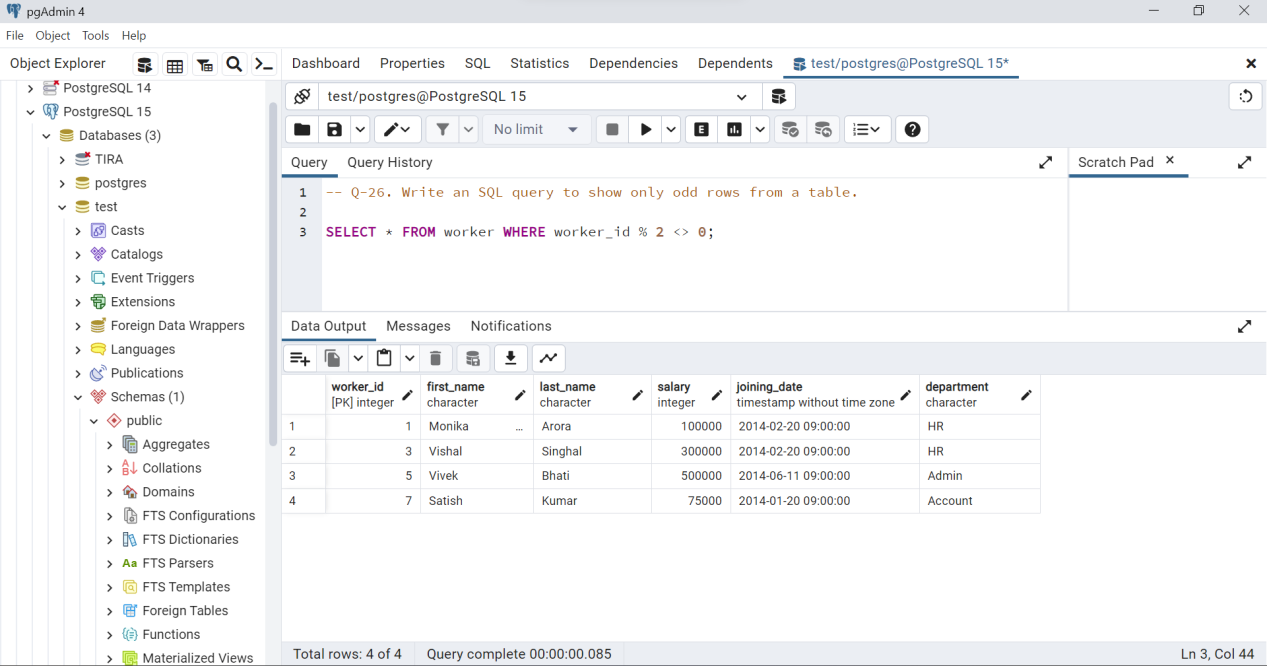 pgAdmin 4
File Object Tools Help
Object Explorer
PostgreSQL 14
PostgreSQL 15
Databases (3)
TIRA
postgres
test
Casts
Catalogs
Event Triggers
Extensions
Foreign Data Wrappers
Languages
Publications
Schemas (1)
public
Aggregates
Collations
Domains
FTS Configurations
FTS Dictionaries
Aa FTS Parsers
FTS Templates
Foreign Tables
Functions
Materialized Views
Dashboard Properties SQL Statistics Dependencies Dependents test/postgres@PostgreSQL 15*
test/postgres@PostgreSQL 15
No limit E
Query Query History
Scratch Pad
1 -- Q-26. Write an SQL query to show only odd rows from a table.
2
3 SELECT * FROM worker WHERE worker_id % 2 <> 0;
Data Output Messages Notifications
worker_id first_name last_name salary joining_date department
[PK] integer character character integer timestamp without time zone character
1 1 Monika ... Arora 100000 2014-02-20 09:00:00 HR
2 3 Vishal Singhal 300000 2014-02-20 09:00:00 HR
3 5 Vivek Bhati 500000 2014-06-11 09:00:00 Admin
4 7 Satish Kumar 75000 2014-01-20 09:00:00 Account
Total rows: 4 of 4 Query complete 00:00:00.085 Ln 3, Col 44